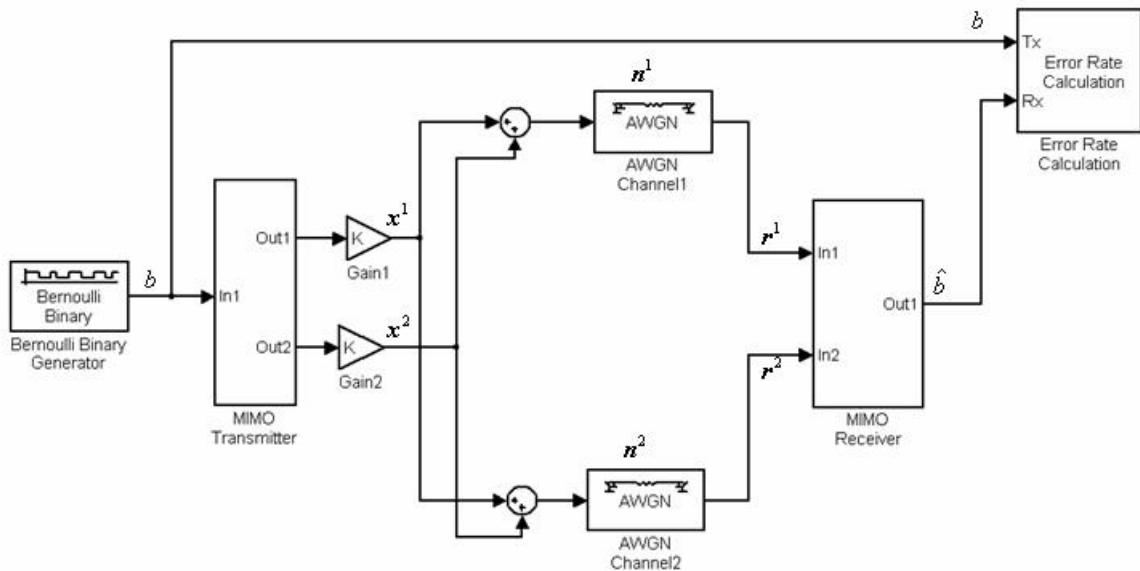 b
Tx
Error Rate
Calculation
Rx
Error Rate
Calculation
n¹
AWGN
AWGN
Channel1
Out1
K
x¹
Gain1
r¹
In1
Bernoulli
Binary
b
In1
Bernoulli Binary
Generator
Out2
K
x²
Gain2
MIMO
Transmitter
Out1
b̂
In2
r²
MIMO
Receiver
n²
AWGN
AWGN
Channel2